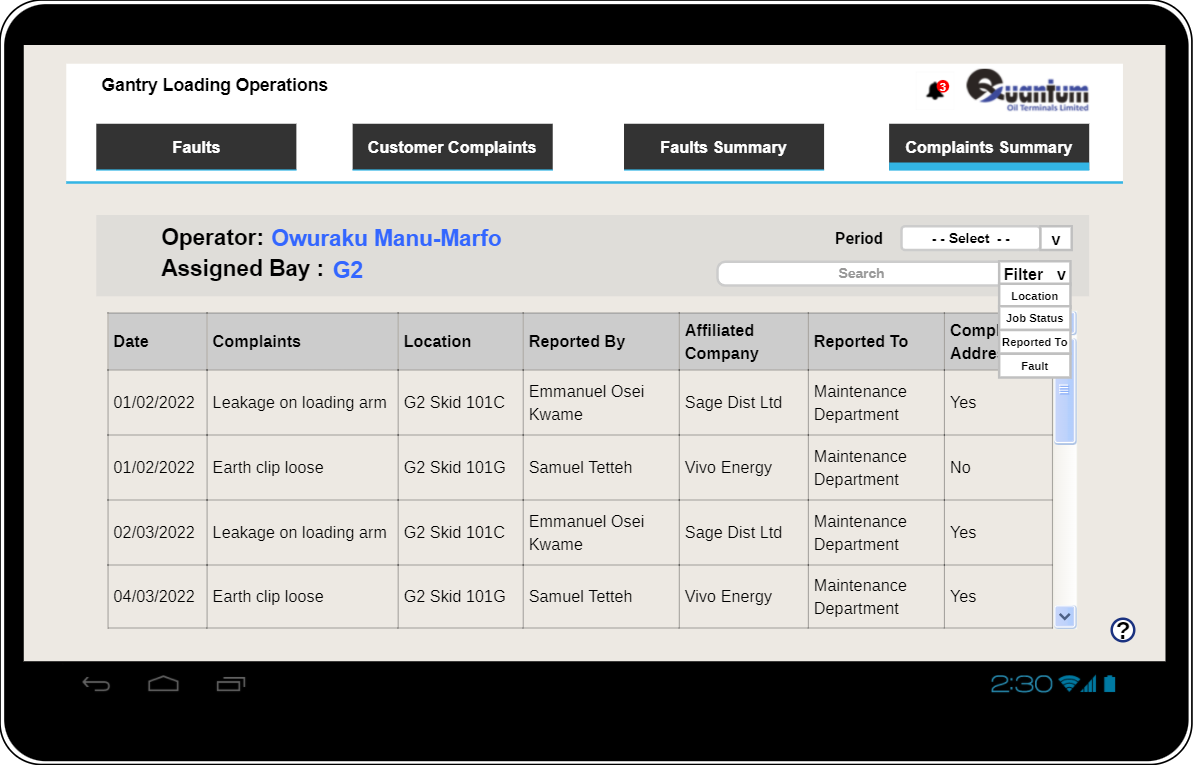 Gantry Loading Operations
3
Quantum
Oil Terminals Limited
Faults
Customer Complaints
Faults Summary
Complaints Summary
Operator: Owuraku Manu-Marfo
Period
- - Select - -
v
Assigned Bay : G2
Search
Filter v
Location
Job Status
Reported To
Fault
Date
Complaints
Location
Reported By
Affiliated
Company
Reported To
Compl
Addre
01/02/2022
Leakage on loading arm
G2 Skid 101C
Emmanuel Osei
Kwame
Sage Dist Ltd
Maintenance
Department
Yes
01/02/2022
Earth clip loose
G2 Skid 101G
Samuel Tetteh
Vivo Energy
Maintenance
Department
No
02/03/2022
Leakage on loading arm
G2 Skid 101C
Emmanuel Osei
Kwame
Sage Dist Ltd
Maintenance
Department
Yes
04/03/2022
Earth clip loose
G2 Skid 101G
Samuel Tetteh
Vivo Energy
Maintenance
Department
Yes
?
2:30